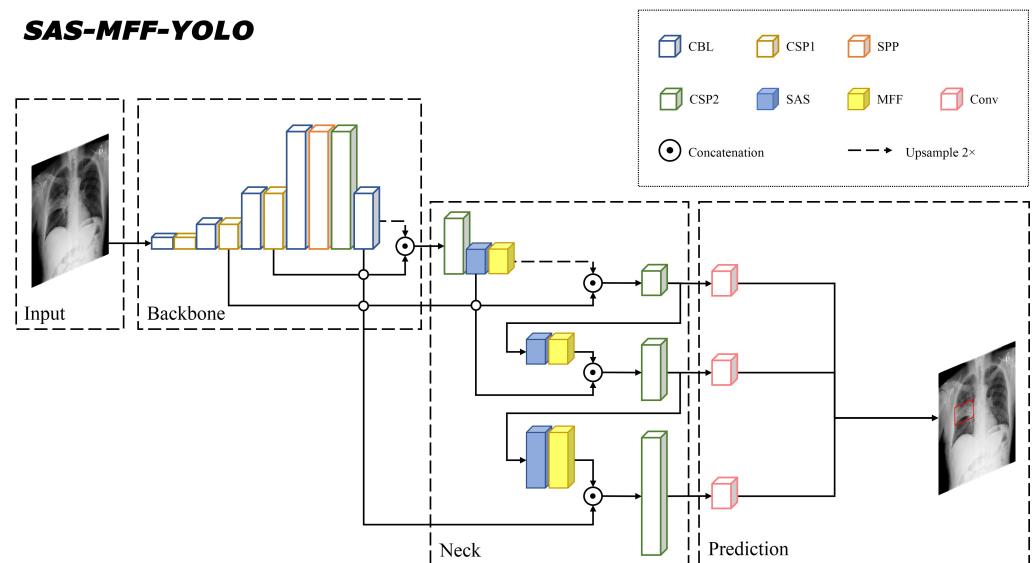 SAS-MFF-YOLO
CBL CSP1 SPP
CSP2 SAS MFF Conv
Concatenation Upsample 2×
Input
Backbone
Neck
Prediction